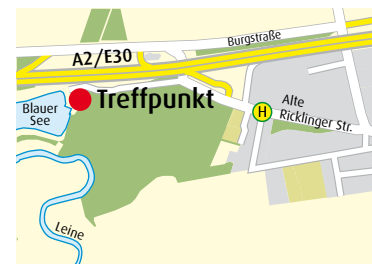 Burgstraße
A2/E30
Treffpunkt
Blauer
See
H
Alte
Ricklinger Str.
Leine